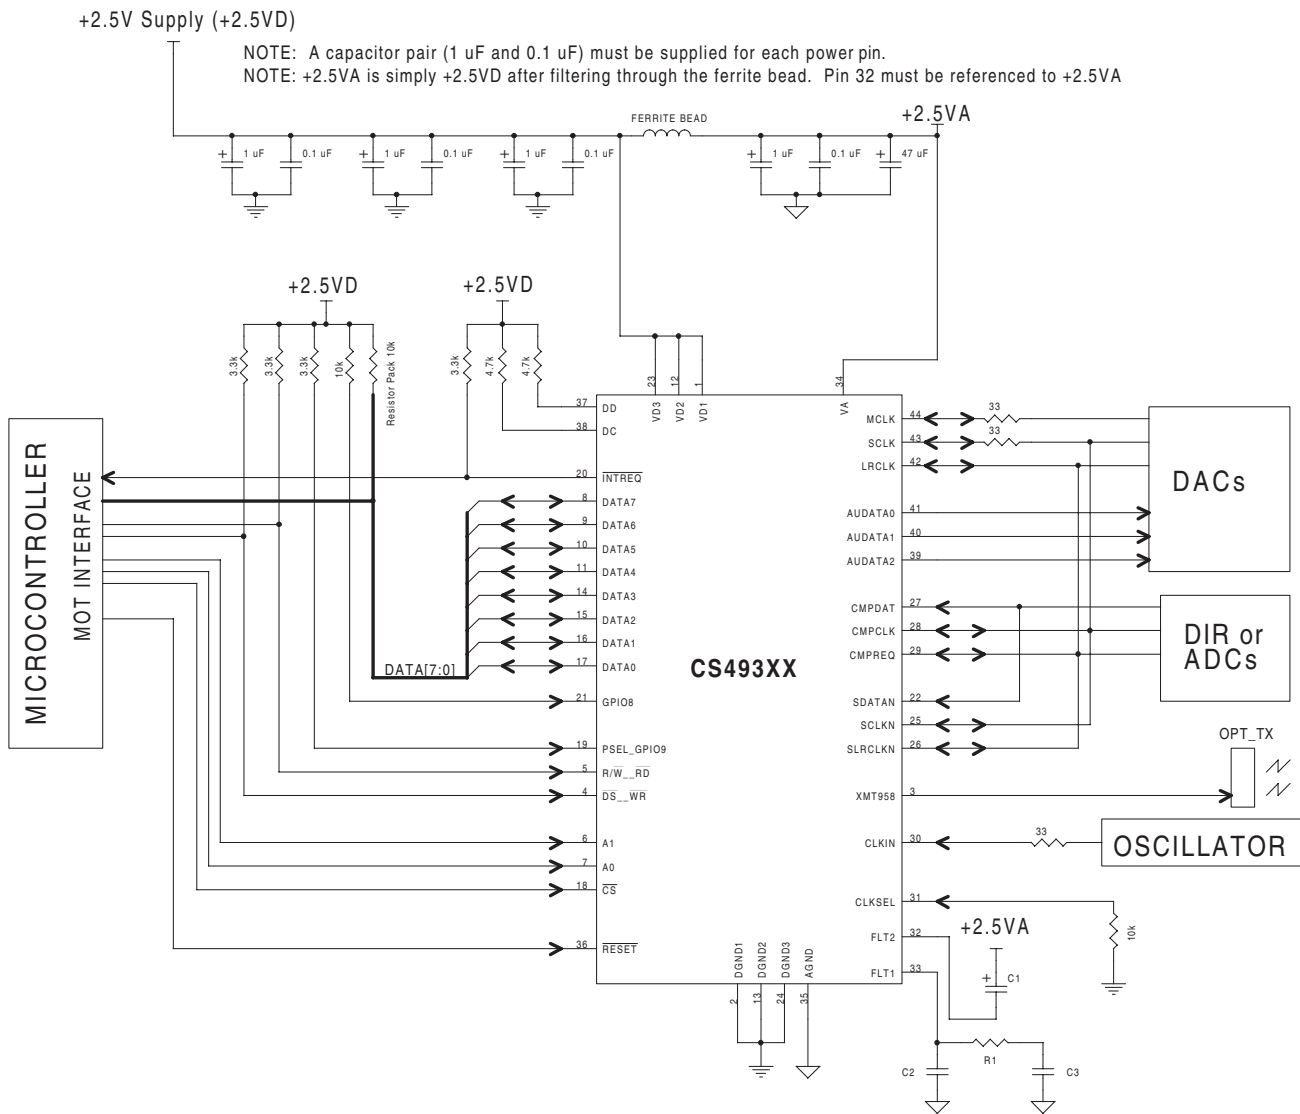 +2.5V Supply (+2.5VD)
NOTE: A capacitor pair (1 uF and 0.1 uF) must be supplied for each power pin.
NOTE: +2.5VA is simply +2.5VD after filtering through the ferrite bead. Pin 32 must be referenced to +2.5VA
FERRITE BEAD
+2.5VA
+ 1 uF
0.1 uF
+ 1 uF
0.1 uF
+ 1 uF
0.1 uF
+ 1 uF
0.1 uF
+ 47 uF
+2.5VD
+2.5VD
3.3k
3.3k
3.3k
10k
Resistor Pack 10k
3.3k
4.7k
4.7k
23
12
1
34
VD3
VD2
VD1
VA
MICROCONTROLLER
MOT INTERFACE
DATA[7:0]
37 DD
38 DC
20 INTREQ
8 DATA7
9 DATA6
10 DATA5
11 DATA4
14 DATA3
15 DATA2
16 DATA1
17 DATA0
21 GPIO8
19 PSEL_GPIO9
5 R/W__RD
4 DS__WR
6 A1
7 A0
18 CS
36 RESET
CS493XX
MCLK 44
33
SCLK 43
33
LRCLK 42
AUDATA0 41
AUDATA1 40
AUDATA2 39
DACs
CMPDAT 27
CMPCLK 28
CMPREQ 29
DIR or
ADCs
SDATAN 22
SCLKN 25
SLRCLKN 26
OPT_TX
XMT958 3
CLKIN 30
33
OSCILLATOR
CLKSEL 31
10k
+2.5VA
FLT2 32
FLT1 33
+ C1
DGND1
DGND2
DGND3
AGND
2
13
24
35
C2
R1
C3